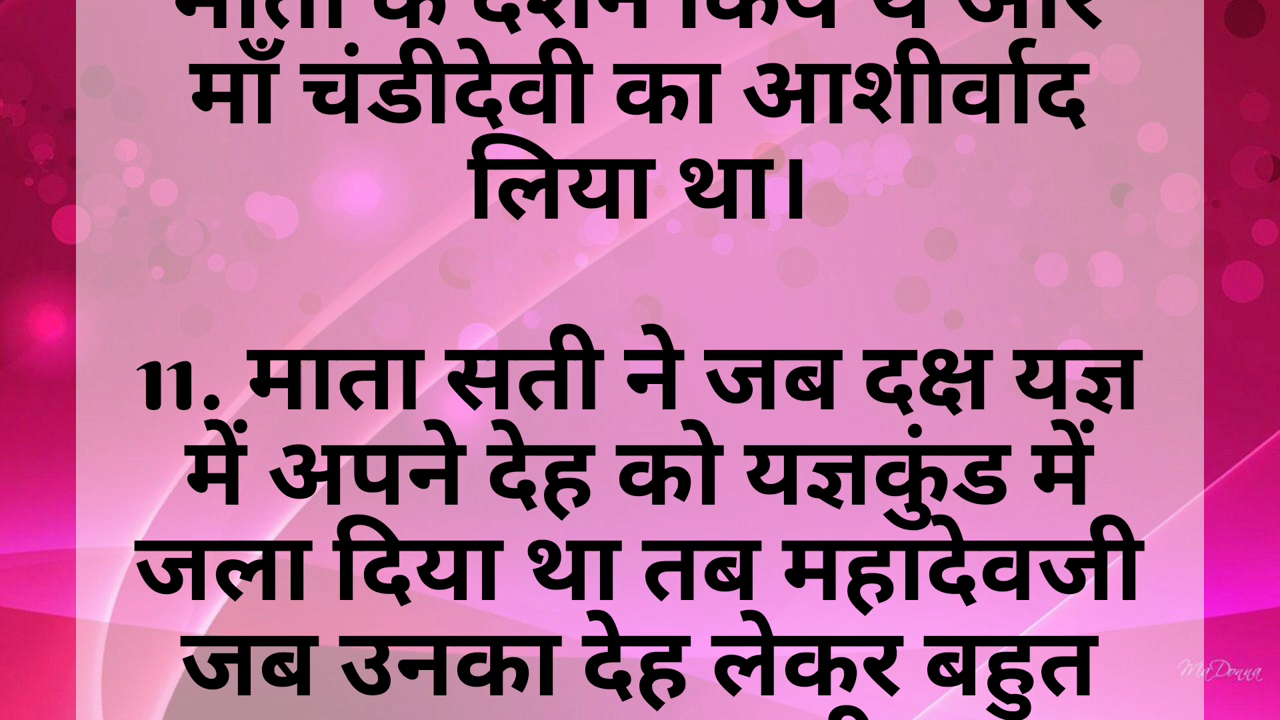 माता के दर्शन किये थे और
माँ चंडीदेवी का आशीर्वाद
लिया था।
11. माता सती ने जब दक्ष यज्ञ
में अपने देह को यज्ञकुंड में
जला दिया था तब महादेवजी
जब उनका देह लेकर बहुत
MaDonna